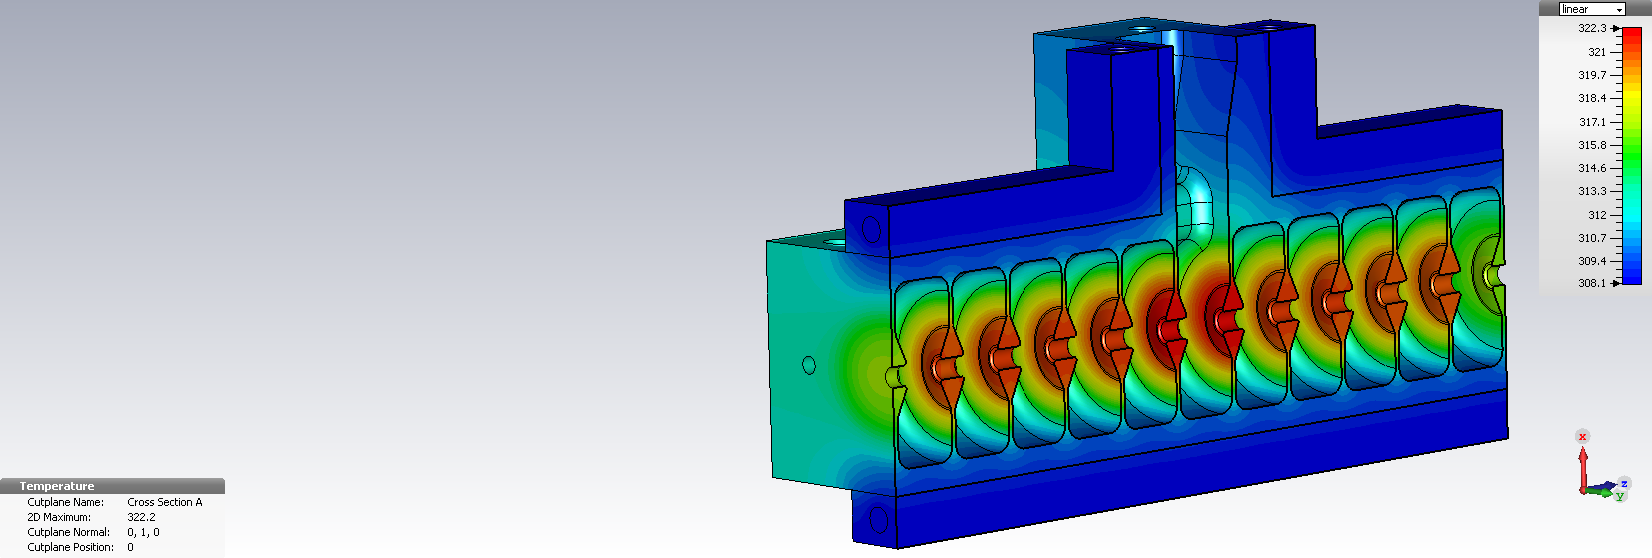 linear
322.3
321
319.7
318.4
317.1
315.8
314.6
313.3
312
310.7
309.4
308.1
x
z
y
Temperature
Cutplane Name: Cross Section A
2D Maximum: 322.2
Cutplane Normal: 0, 1, 0
Cutplane Position: 0